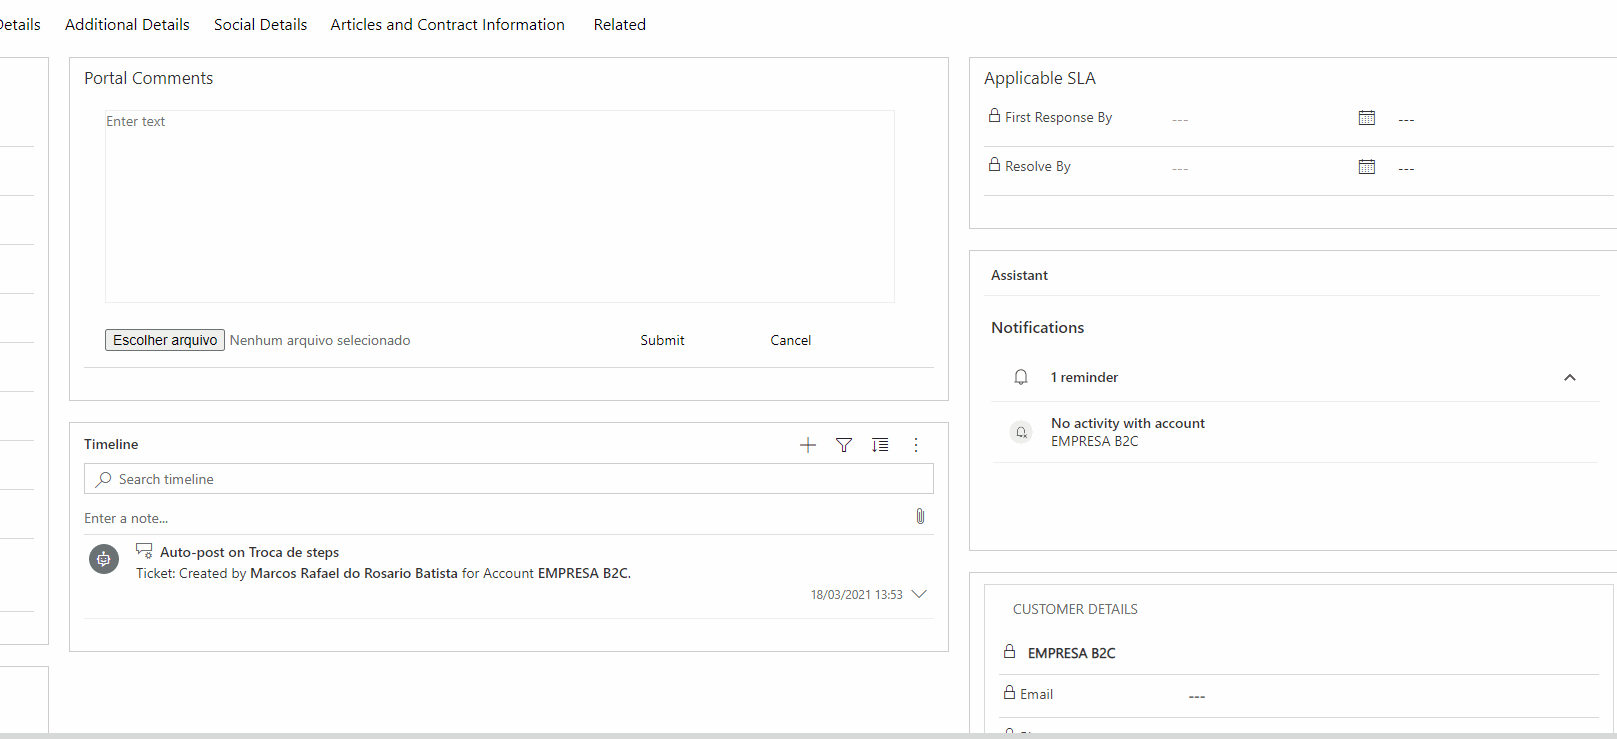 Details Additional Details Social Details Articles and Contract Information Related
Portal Comments
Enter text
Escolher arquivo Nenhum arquivo selecionado Submit Cancel
Timeline
Search timeline
Enter a note...
Auto-post on Troca de steps
Ticket: Created by Marcos Rafael do Rosario Batista for Account EMPRESA B2C.
18/03/2021 13:53
Applicable SLA
First Response By --- ---
Resolve By --- ---
Assistant
Notifications
1 reminder
No activity with account
EMPRESA B2C
CUSTOMER DETAILS
EMPRESA B2C
Email ---